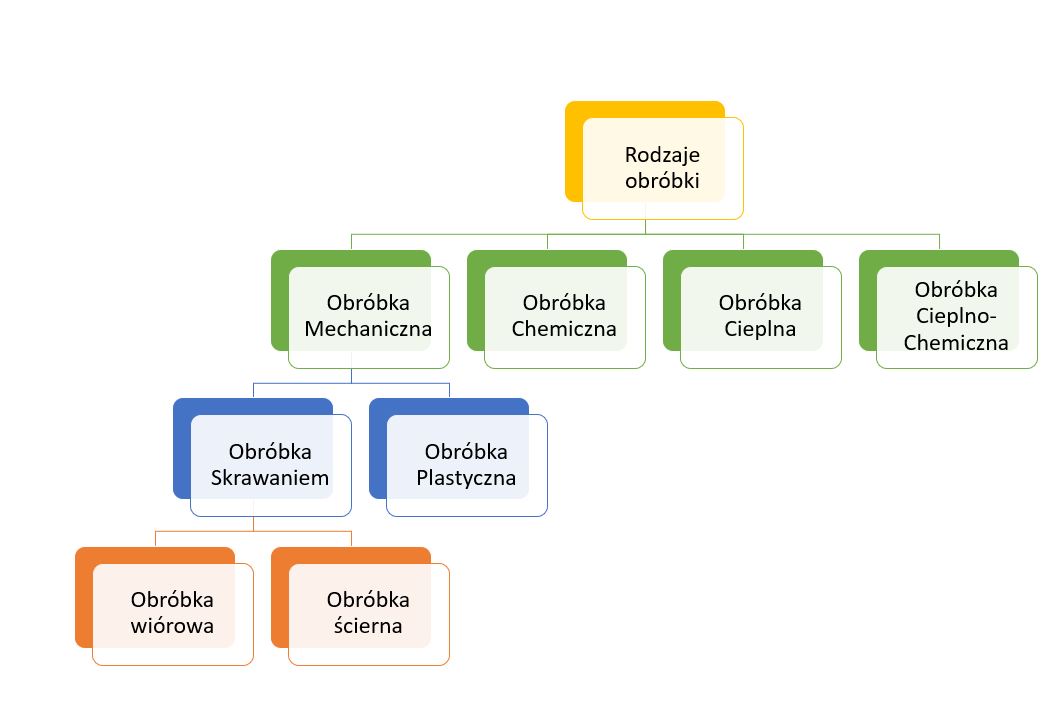 Rodzaje
obróbki
Obróbka
Mechaniczna
Obróbka
Chemiczna
Obróbka
Cieplna
Obróbka
Cieplno-
Chemiczna
Obróbka
Skrawaniem
Obróbka
Plastyczna
Obróbka
wiórowa
Obróbka
ścierna